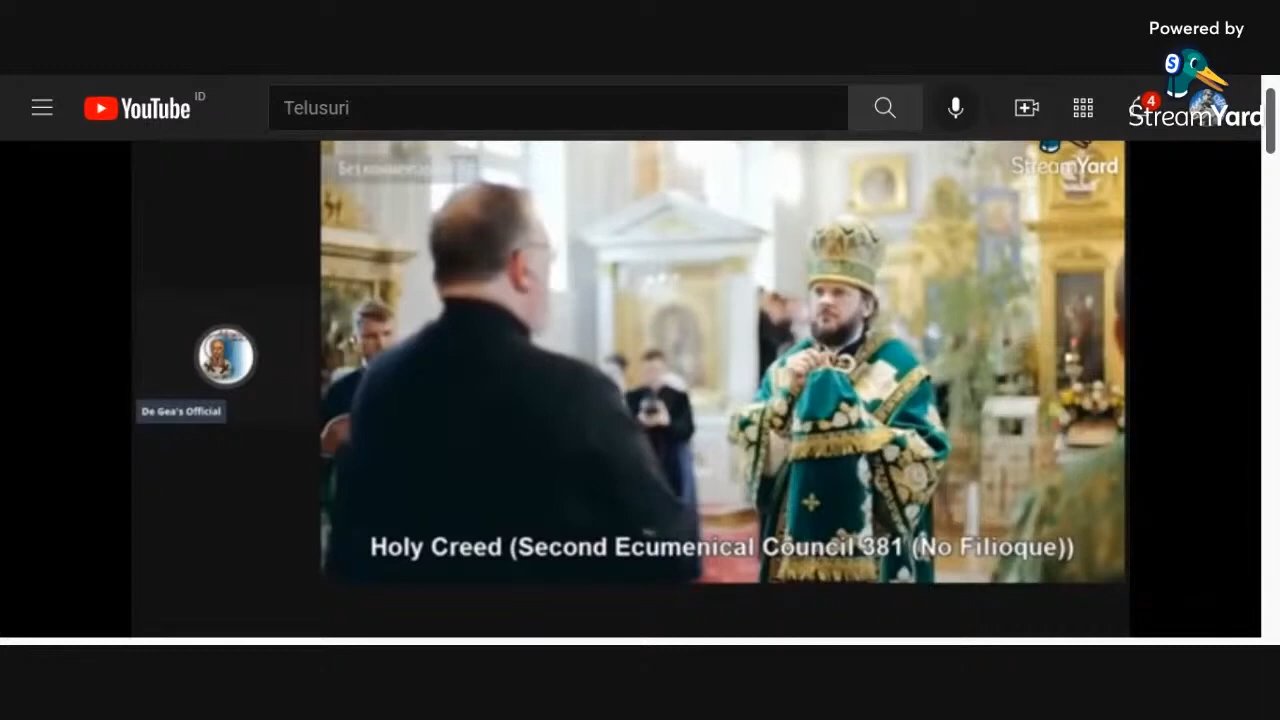 Powered by
StreamYard
YouTube ID
Telusuri
4
StreamYard
De Gea's Official
Holy Creed (Second Ecumenical Council 381 (No Filioque))